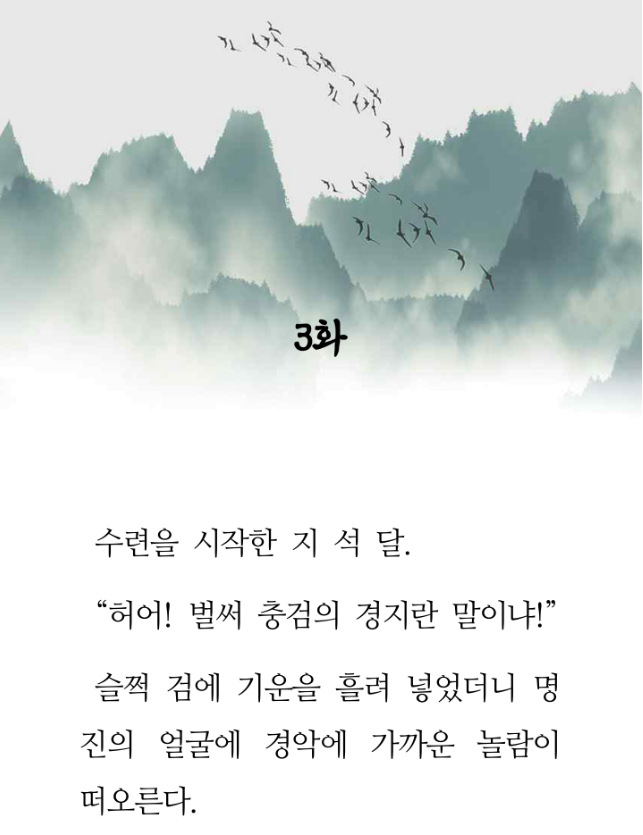 3화
수련을 시작한 지 석 달.
“허어! 벌써 충검의 경지란 말이냐!”
슬쩍 검에 기운을 흘려 넣었더니 명
진의 얼굴에 경악에 가까운 놀람이
떠오른다.